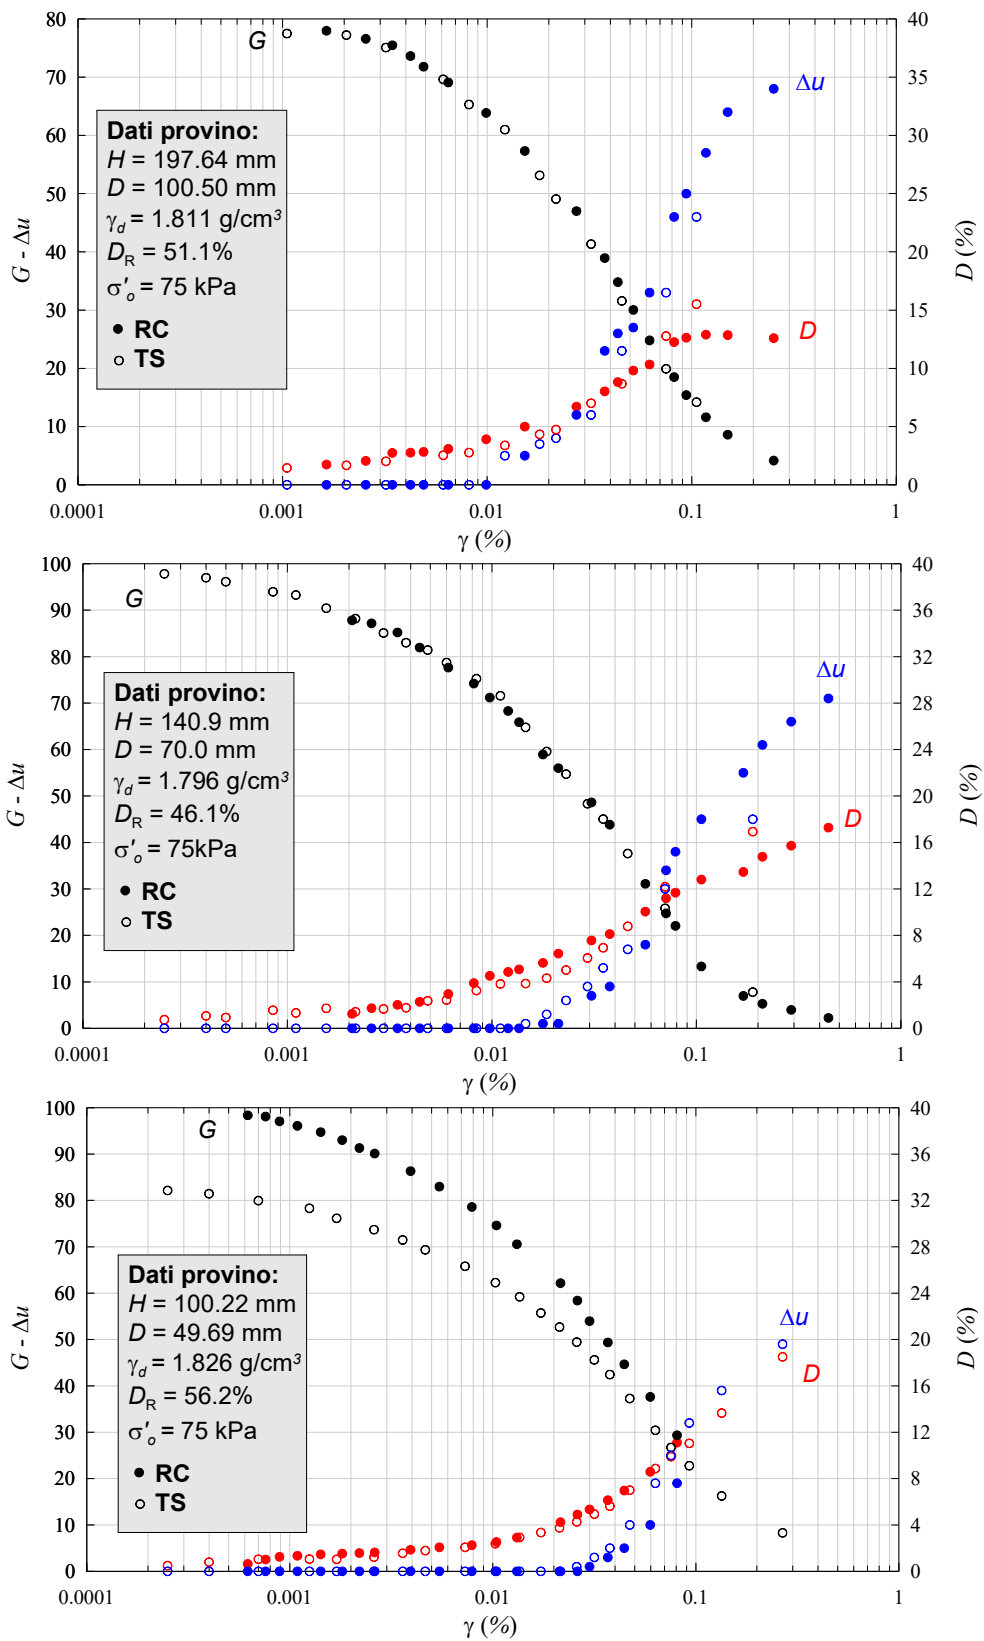 80
70
60
50
40
30
20
10
0
G - Δu
40
35
30
25
20
15
10
5
0
D (%)
G
Δu
D
Dati provino:
H = 197.64 mm
D = 100.50 mm
γd = 1.811 g/cm³
DR = 51.1%
σ'o = 75 kPa
RC
TS
0.0001
0.001
0.01
0.1
1
γ (%)
100
90
80
70
60
50
40
30
20
10
0
G - Δu
40
36
32
28
24
20
16
12
8
4
0
D (%)
G
Δu
D
Dati provino:
H = 140.9 mm
D = 70.0 mm
γd = 1.796 g/cm³
DR = 46.1%
σ'o = 75kPa
RC
TS
0.0001
0.001
0.01
0.1
1
γ (%)
100
90
80
70
60
50
40
30
20
10
0
G - Δu
40
36
32
28
24
20
16
12
8
4
0
D (%)
G
Δu
D
Dati provino:
H = 100.22 mm
D = 49.69 mm
γd = 1.826 g/cm³
DR = 56.2%
σ'o = 75 kPa
RC
TS
0.0001
0.001
0.01
0.1
1
γ (%)